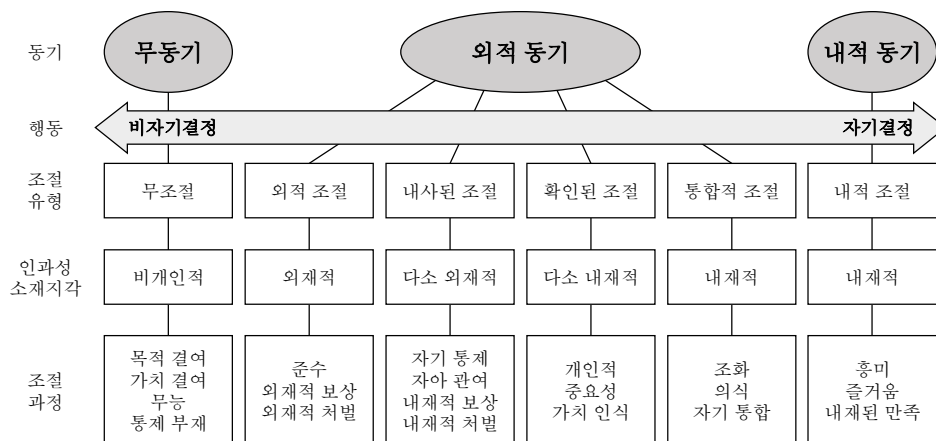 동기
무동기
외적 동기
내적 동기
행동
비자기결정
자기결정
조절
유형
무조절
외적 조절
내사된 조절
확인된 조절
통합적 조절
내적 조절
인과성
소재지각
비개인적
외재적
다소 외재적
다소 내재적
내재적
내재적
조절
과정
목적 결여
가치 결여
무능
통제 부재
준수
외재적 보상
외재적 처벌
자기 통제
자아 관여
내재적 보상
내재적 처벌
개인적
중요성
가치 인식
조화
의식
자기 통합
흥미
즐거움
내재된 만족